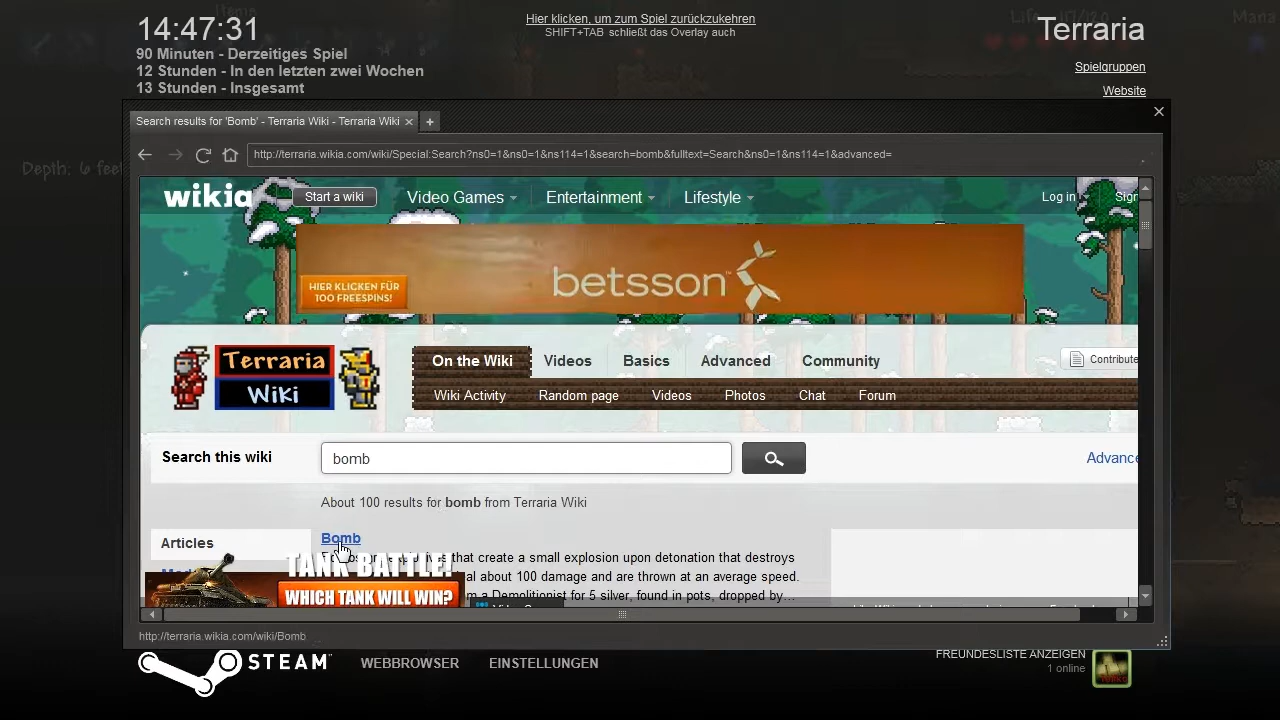 Items
Life
Mana
14:47:31
90 Minuten - Derzeitiges Spiel
12 Stunden - In den letzten zwei Wochen
13 Stunden - Insgesamt
Hier klicken, um zum Spiel zurückzukehren
SHIFT+TAB schließt das Overlay auch
Terraria
Spielgruppen
Website
Depth: 6 feet
Search results for 'Bomb' - Terraria Wiki - Terraria Wiki
http://terraria.wikia.com/wiki/Special:Search?ns0=1&ns0=1&ns114=1&search=bomb&fulltext=Search&ns0=1&ns114=1&advanced=
wikia
Start a wiki
Video Games
Entertainment
Lifestyle
Log in
Sign
HIER KLICKEN FÜR
100 FREESPINS!
betsson
Terraria
Wiki
On the Wiki
Videos
Basics
Advanced
Community
Contribute
Wiki Activity
Random page
Videos
Photos
Chat
Forum
Search this wiki
bomb
Advance
About 100 results for bomb from Terraria Wiki
Articles
Bomb
that create a small explosion upon detonation that destroys
al about 100 damage and are thrown at an average speed.
m a Demolitionist for 5 silver, found in pots, dropped by...
TANK BATTLE!
WHICH TANK WILL WIN?
http://terraria.wikia.com/wiki/Bomb
STEAM
WEBBROWSER
EINSTELLUNGEN
FREUNDESLISTE ANZEIGEN
1 online